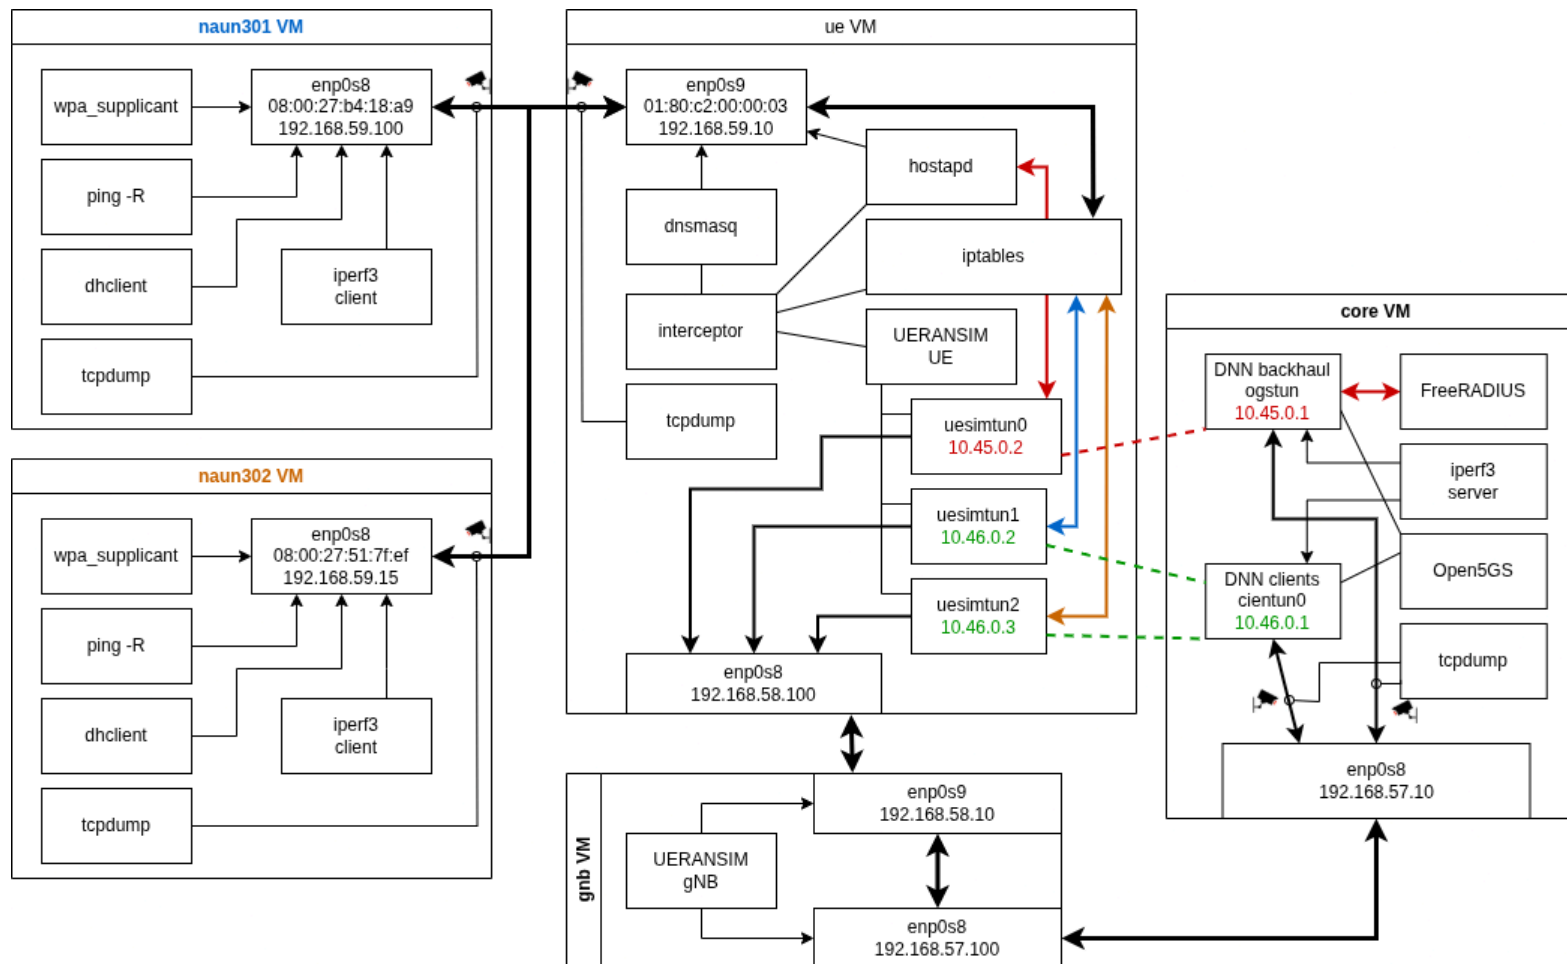 naun301 VM
wpa_supplicant
enp0s8
08:00:27:b4:18:a9
192.168.59.100
ping -R
dhclient
iperf3
client
tcpdump
naun302 VM
wpa_supplicant
enp0s8
08:00:27:51:7f:ef
192.168.59.15
ping -R
dhclient
iperf3
client
tcpdump
ue VM
enp0s9
01:80:c2:00:00:03
192.168.59.10
hostapd
dnsmasq
iptables
interceptor
UERANSIM
UE
tcpdump
uesimtun0
10.45.0.2
uesimtun1
10.46.0.2
uesimtun2
10.46.0.3
enp0s8
192.168.58.100
gnb VM
enp0s9
192.168.58.10
UERANSIM
gNB
enp0s8
192.168.57.100
core VM
DNN backhaul
ogstun
10.45.0.1
FreeRADIUS
iperf3
server
Open5GS
DNN clients
cientun0
10.46.0.1
tcpdump
enp0s8
192.168.57.10